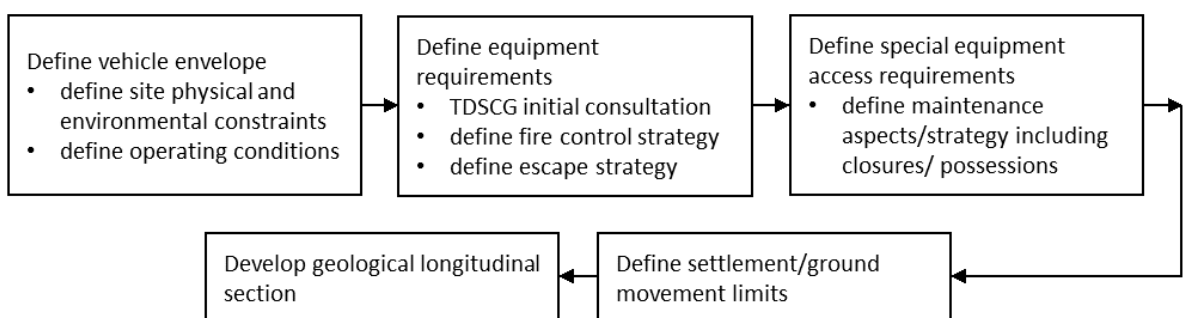 Define vehicle envelope
• define site physical and
environmental constraints
• define operating conditions
Define equipment
requirements
• TDSCG initial consultation
• define fire control strategy
• define escape strategy
Define special equipment
access requirements
• define maintenance
aspects/strategy including
closures/ possessions
Define settlement/ground
movement limits
Develop geological longitudinal
section